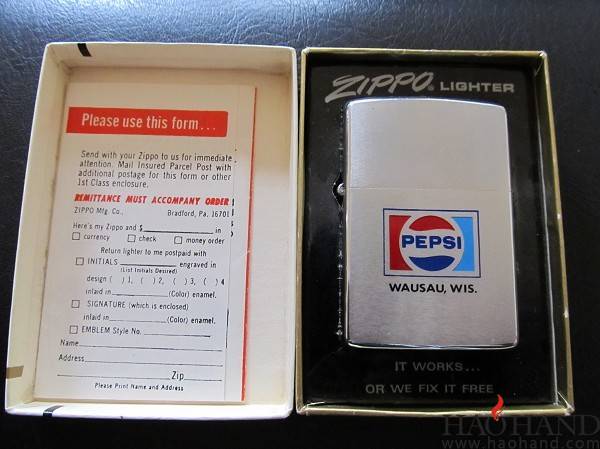 Please use this form...
Send with your Zippo to us for immediate
attention. Mail Insured Parcel Post with
additional postage for this form or other
1st Class enclosure.
REMITTANCE MUST ACCOMPANY ORDER
ZIPPO Mfg. Co., Bradford, Pa. 16701
Here's my Zippo and $ in
currency check money order
Return lighter to me postpaid with
INITIALS engraved in
(List Initials Desired)
design ( ) 1, ( ) 2, ( ) 3, ( ) 4
inlaid in (Color) enamel.
SIGNATURE (which is enclosed)
inlaid in (Color) enamel.
EMBLEM Style No.
Name
Address
Zip
Please Print Name and Address
ZIPPO® LIGHTER
PEPSI
WAUSAU, WIS.
IT WORKS...
OR WE FIX IT FREE
HAOHAND
www.haohand.com